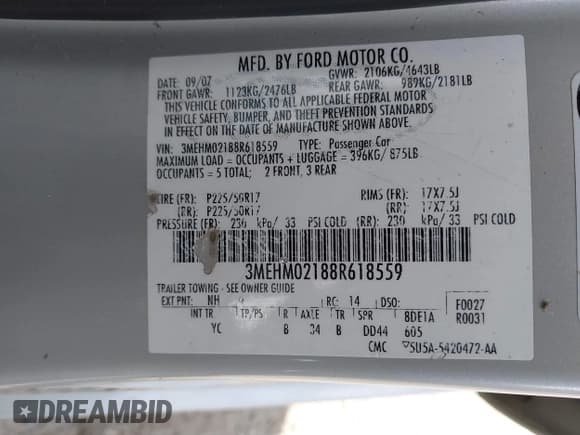 MFD. BY FORD MOTOR CO.
DATE: 09/07 GVWR: 2106KG/4643LB
FRONT GAWR: 1123KG/2476LB REAR GAWR: 989KG/2181LB
THIS VEHICLE CONFORMS TO ALL APPLICABLE FEDERAL MOTOR
VEHICLE SAFETY, BUMPER, AND THEFT PREVENTION STANDARDS
IN EFFECT ON THE DATE OF MANUFACTURE SHOWN ABOVE.
VIN: 3MEHM02188R618559 TYPE: Passenger Car
MAXIMUM LOAD = OCCUPANTS + LUGGAGE = 396KG/ 875LB
OCCUPANTS = 5 TOTAL; 2 FRONT, 3 REAR
TIRE (FR): P225/50R17 RIMS (FR): 17X7.5J
(RR): P225/50R17 (RR): 17X7.5J
PRESSURE (FR): 230 kPa/ 33 PSI COLD (RR): 230 kPa/ 33 PSI COLD
3MEHM02188R618559
TRAILER TOWING - SEE OWNER GUIDE
EXT PNT: NH RC: 14 DSO: F0027
INT TR TP/PS R AXLE TR SPR 8DE1A R0031
YC B 34 B DD44 605
CMC ▽5U5A-5420472-AA
DREAMBID